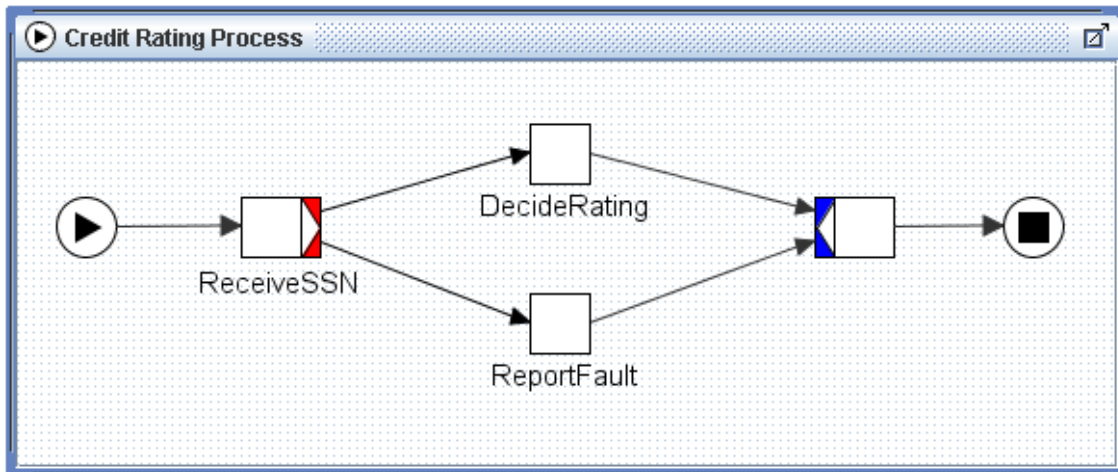 Credit Rating Process
DecideRating
ReceiveSSN
ReportFault